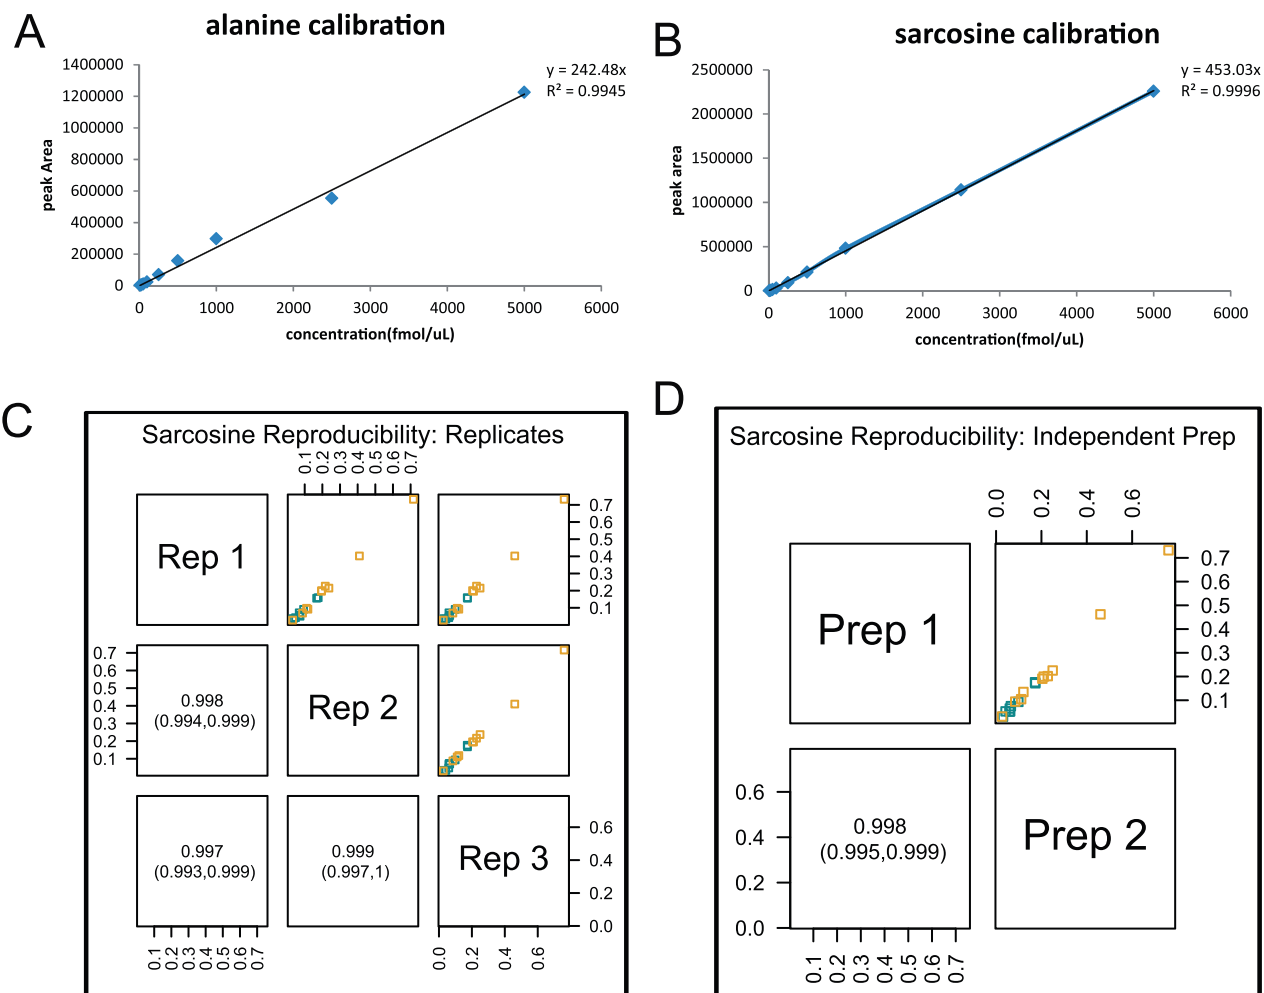 A
alanine calibration
1400000
1200000
1000000
800000
600000
400000
200000
0
peak Area
y = 242.48x
R² = 0.9945
0 1000 2000 3000 4000 5000 6000
concentration(fmol/uL)
B
sarcosine calibration
2500000
2000000
1500000
1000000
500000
0
peak area
y = 453.03x
R² = 0.9996
0 1000 2000 3000 4000 5000 6000
concentration(fmol/uL)
C
Sarcosine Reproducibility: Replicates
0.1 0.2 0.3 0.4 0.5 0.6 0.7
Rep 1
0.7
0.6
0.5
0.4
0.3
0.2
0.1
0.7
0.6
0.5
0.4
0.3
0.2
0.1
0.998
(0.994,0.999)
Rep 2
0.997
(0.993,0.999)
0.999
(0.997,1)
Rep 3
0.6
0.4
0.2
0.0
0.1 0.2 0.3 0.4 0.5 0.6 0.7
0.0 0.2 0.4 0.6
D
Sarcosine Reproducibility: Independent Prep
0.0 0.2 0.4 0.6
Prep 1
0.7
0.6
0.5
0.4
0.3
0.2
0.1
0.6
0.4
0.2
0.0
0.998
(0.995,0.999)
Prep 2
0.1 0.2 0.3 0.4 0.5 0.6 0.7